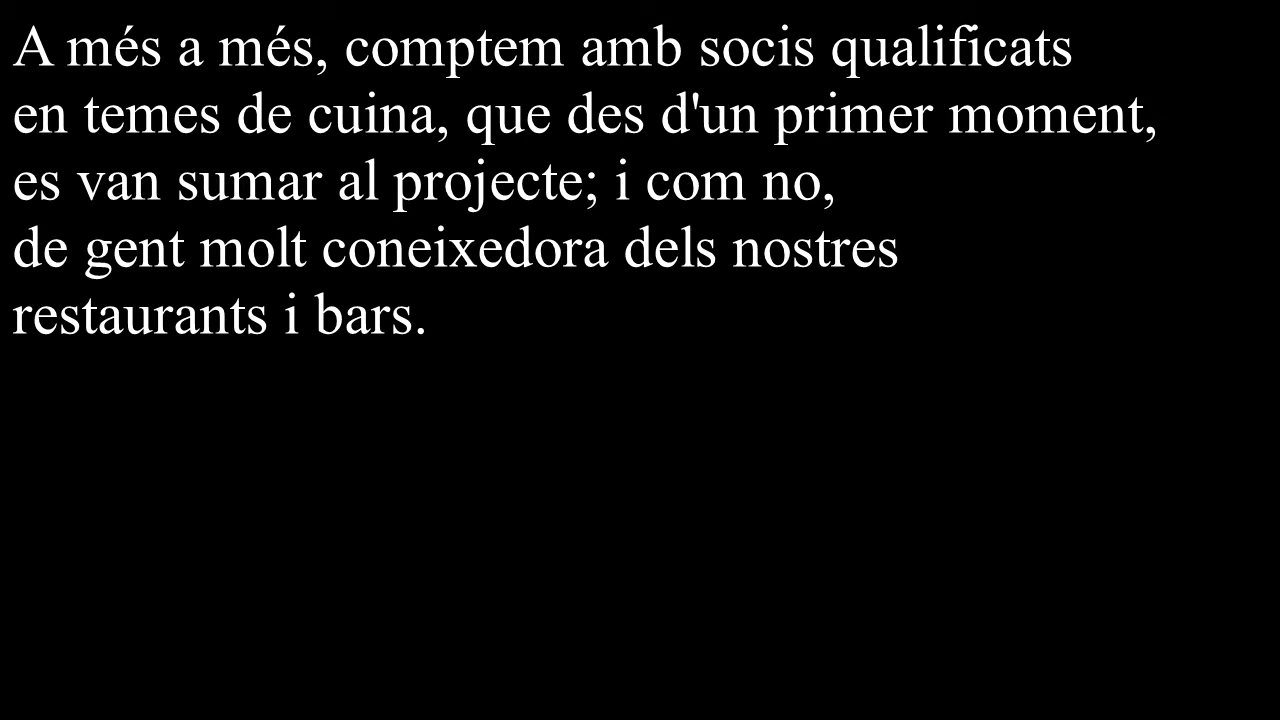 A més a més, comptem amb socis qualificats
en temes de cuina, que des d'un primer moment,
es van sumar al projecte; i com no,
de gent molt coneixedora dels nostres
restaurants i bars.